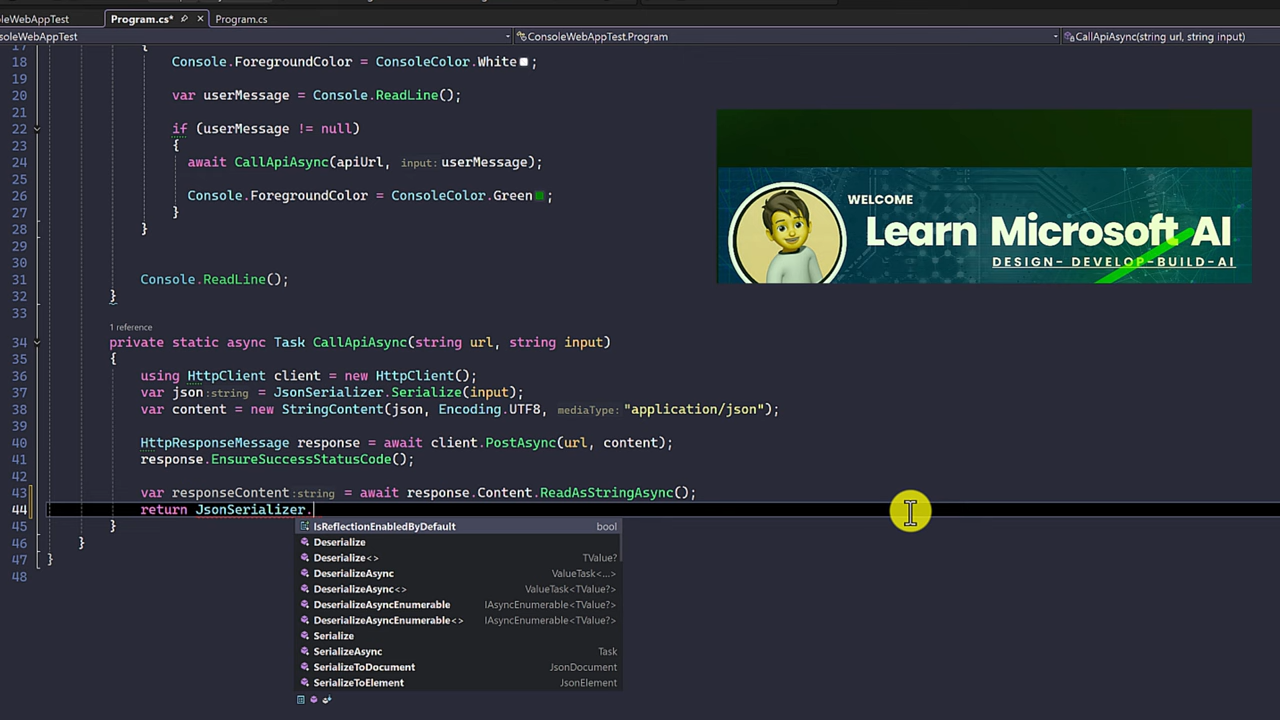 soleWebAppTest
Program.cs*
Program.cs
soleWebAppTest
ConsoleWebAppTest.Program
CallApiAsync(string url, string input)
17 {
18 Console.ForegroundColor = ConsoleColor.White;
19
20 var userMessage = Console.ReadLine();
21
22 if (userMessage != null)
23 {
24 await CallApiAsync(apiUrl, input: userMessage);
25
26 Console.ForegroundColor = ConsoleColor.Green;
27 }
28 }
29
30
31 Console.ReadLine();
32 }
33
1 reference
34 private static async Task CallApiAsync(string url, string input)
35 {
36 using HttpClient client = new HttpClient();
37 var json :string = JsonSerializer.Serialize(input);
38 var content = new StringContent(json, Encoding.UTF8, mediaType: "application/json");
39
40 HttpResponseMessage response = await client.PostAsync(url, content);
41 response.EnsureSuccessStatusCode();
42
43 var responseContent :string = await response.Content.ReadAsStringAsync();
44 return JsonSerializer.
45 }
46 }
47 }
48
IsReflectionEnabledByDefault bool
Deserialize
Deserialize<> TValue?
DeserializeAsync ValueTask<...>
DeserializeAsync<> ValueTask<TValue?>
DeserializeAsyncEnumerable IAsyncEnumerable<TValue?>
DeserializeAsyncEnumerable<> IAsyncEnumerable<TValue?>
Serialize
SerializeAsync Task
SerializeToDocument JsonDocument
SerializeToElement JsonElement
WELCOME
Learn Microsoft AI
DESIGN- DEVELOP-BUILD-AI